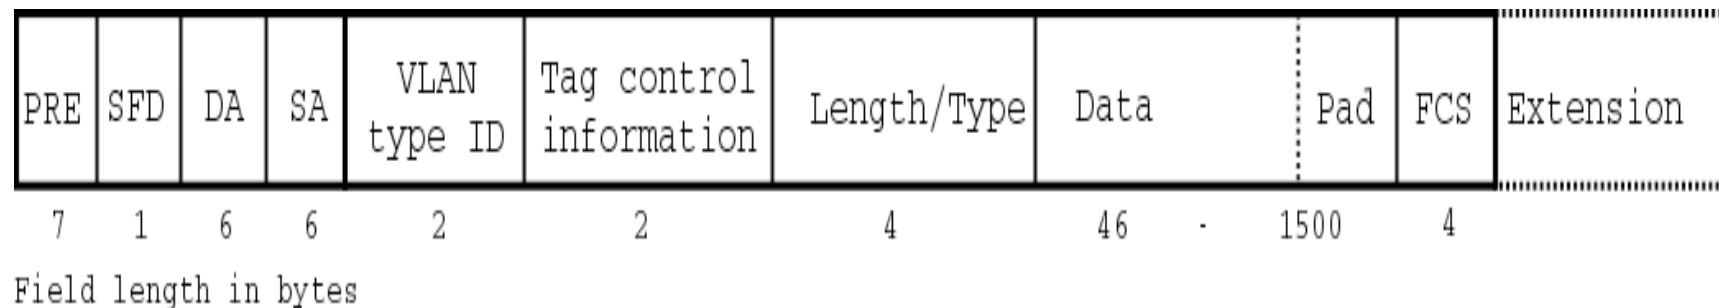 PRE SFD DA SA VLAN type ID Tag control information Length/Type Data Pad FCS Extension
7 1 6 6 2 2 4 46 - 1500 4
Field length in bytes